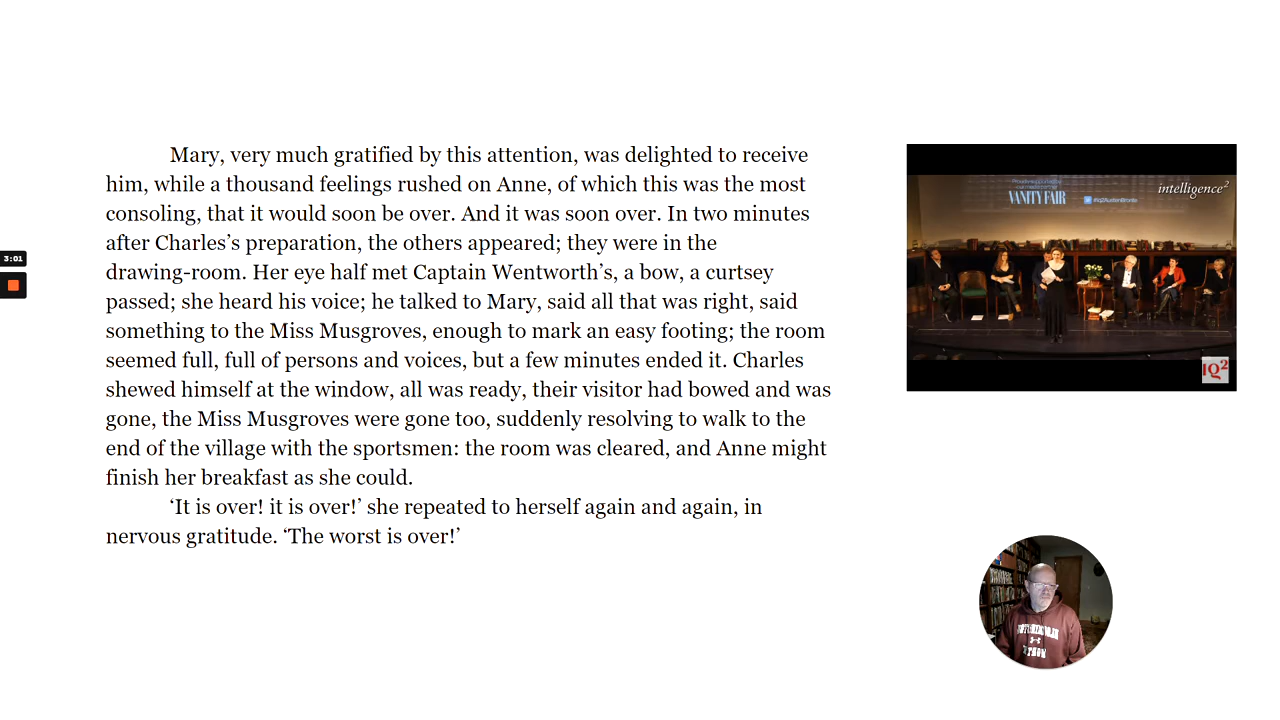 Mary, very much gratified by this attention, was delighted to receive
him, while a thousand feelings rushed on Anne, of which this was the most
consoling, that it would soon be over. And it was soon over. In two minutes
after Charles’s preparation, the others appeared; they were in the
drawing-room. Her eye half met Captain Wentworth’s, a bow, a curtsey
passed; she heard his voice; he talked to Mary, said all that was right, said
something to the Miss Musgroves, enough to mark an easy footing; the room
seemed full, full of persons and voices, but a few minutes ended it. Charles
shewed himself at the window, all was ready, their visitor had bowed and was
gone, the Miss Musgroves were gone too, suddenly resolving to walk to the
end of the village with the sportsmen: the room was cleared, and Anne might
finish her breakfast as she could.
‘It is over! it is over!’ she repeated to herself again and again, in
nervous gratitude. ‘The worst is over!’
3:01
intelligence²
VANITY FAIR
IQ²